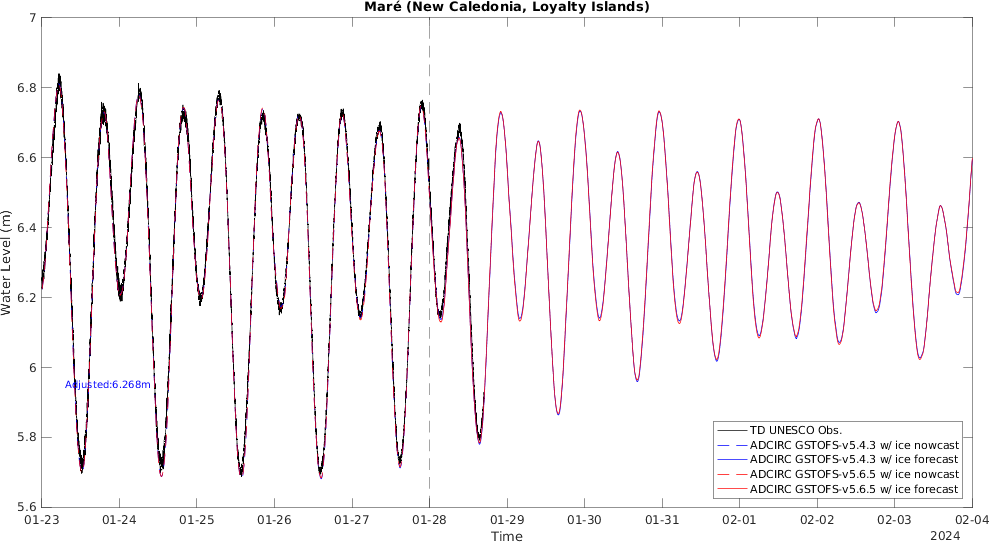 Maré (New Caledonia, Loyalty Islands)
7
6.8
6.6
6.4
6.2
6
5.8
5.6
Water Level (m)
Adjusted:6.268m
TD UNESCO Obs.
ADCIRC GSTOFS-v5.4.3 w/ ice nowcast
ADCIRC GSTOFS-v5.4.3 w/ ice forecast
ADCIRC GSTOFS-v5.6.5 w/ ice nowcast
ADCIRC GSTOFS-v5.6.5 w/ ice forecast
01-23 01-24 01-25 01-26 01-27 01-28 01-29 01-30 01-31 02-01 02-02 02-03 02-04
Time
2024